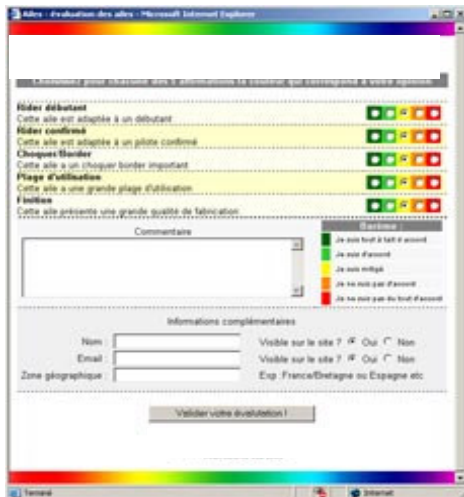 Ailes - évaluation des ailes - Microsoft Internet Explorer
Choisissez pour chacune des 5 affirmations la couleur qui correspond à votre opinion
Rider débutant
Cette aile est adaptée à un débutant
Rider confirmé
Cette aile est adaptée à un pilote confirmé
Choquer/Border
Cette aile a un choquer border important
Plage d'utilisation
Cette aile a une grande plage d'utilisation
Finition
Cette aile présente une grande qualité de fabrication
Commentaire
Barème :
Je suis tout à fait d'accord
Je suis d'accord
Je suis mitigé
Je ne suis pas d'accord
Je ne suis pas du tout d'accord
Informations complémentaires
Nom : Visible sur le site ? Oui Non
Email : Visible sur le site ? Oui Non
Zone géographique : Exp :France/Bretagne ou Espagne etc
Valider votre évalutation !
Terminé Internet